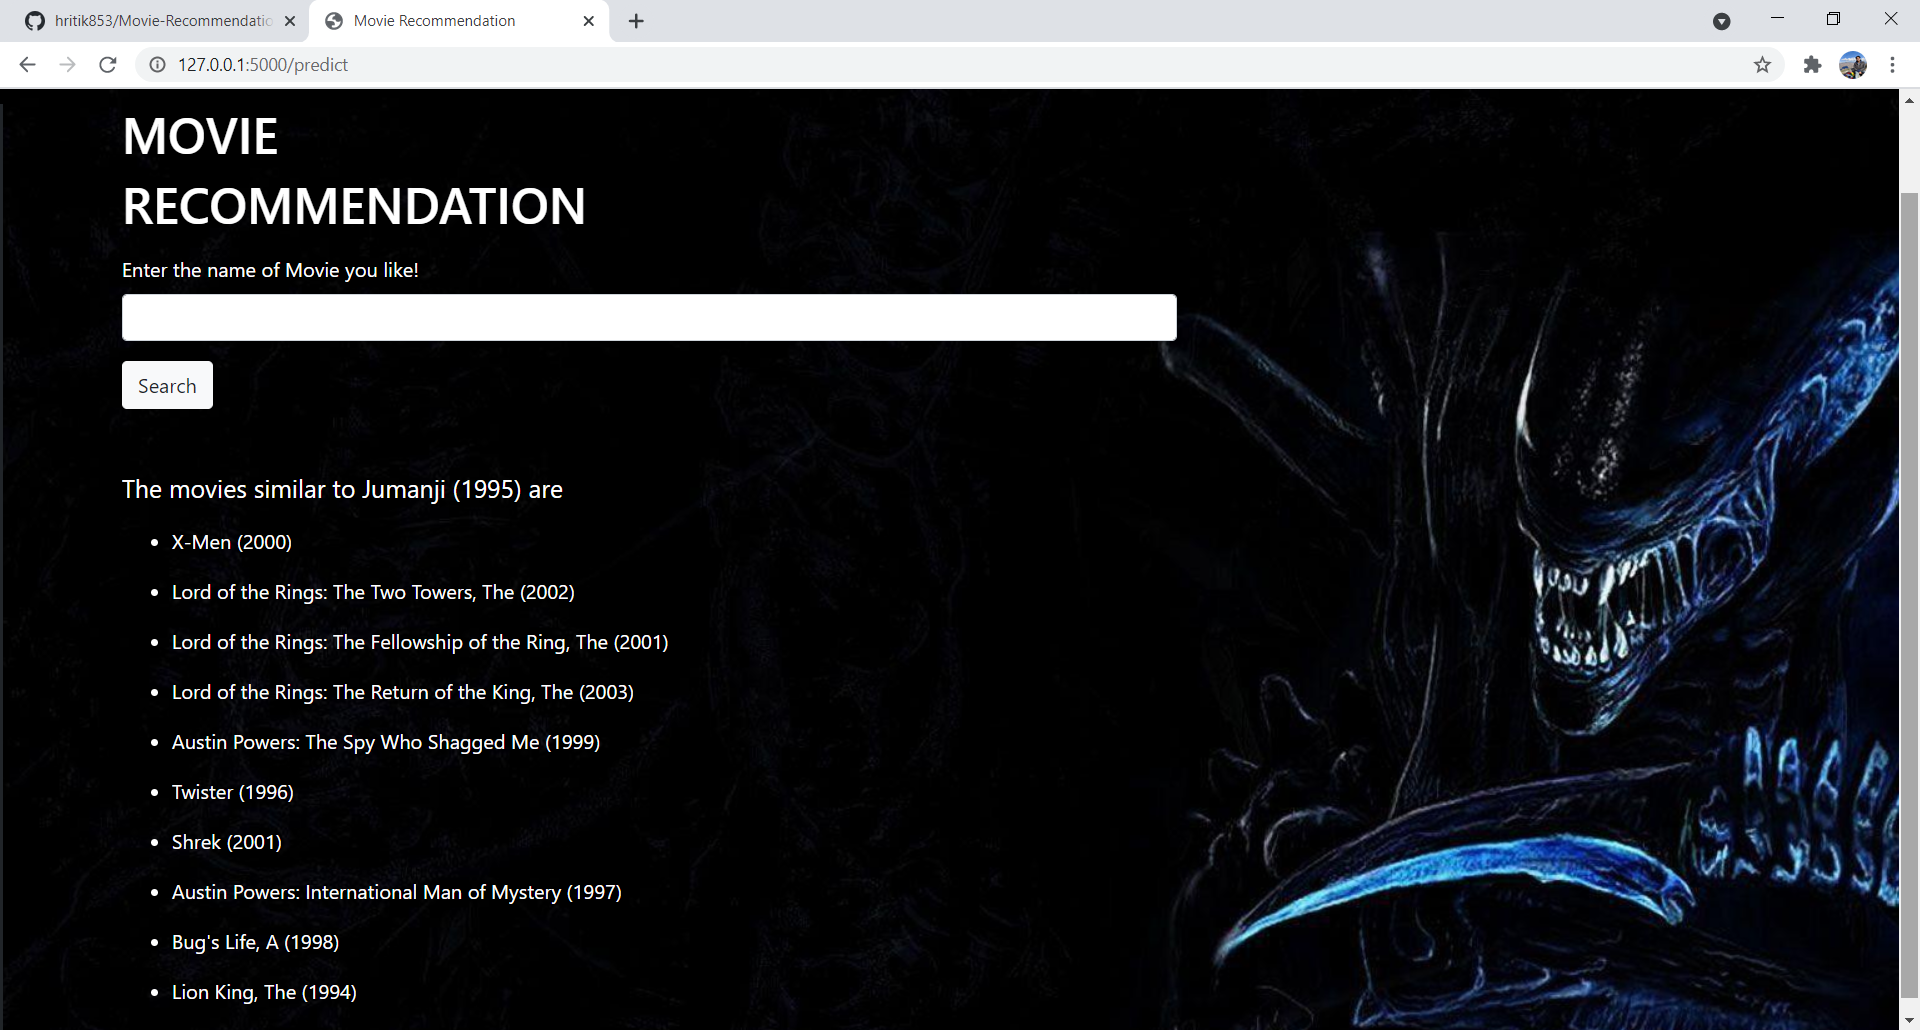 hritik853/Movie-Recommendatio
Movie Recommendation
127.0.0.1:5000/predict
MOVIE
RECOMMENDATION
Enter the name of Movie you like!
Search
The movies similar to Jumanji (1995) are
X-Men (2000)
Lord of the Rings: The Two Towers, The (2002)
Lord of the Rings: The Fellowship of the Ring, The (2001)
Lord of the Rings: The Return of the King, The (2003)
Austin Powers: The Spy Who Shagged Me (1999)
Twister (1996)
Shrek (2001)
Austin Powers: International Man of Mystery (1997)
Bug's Life, A (1998)
Lion King, The (1994)